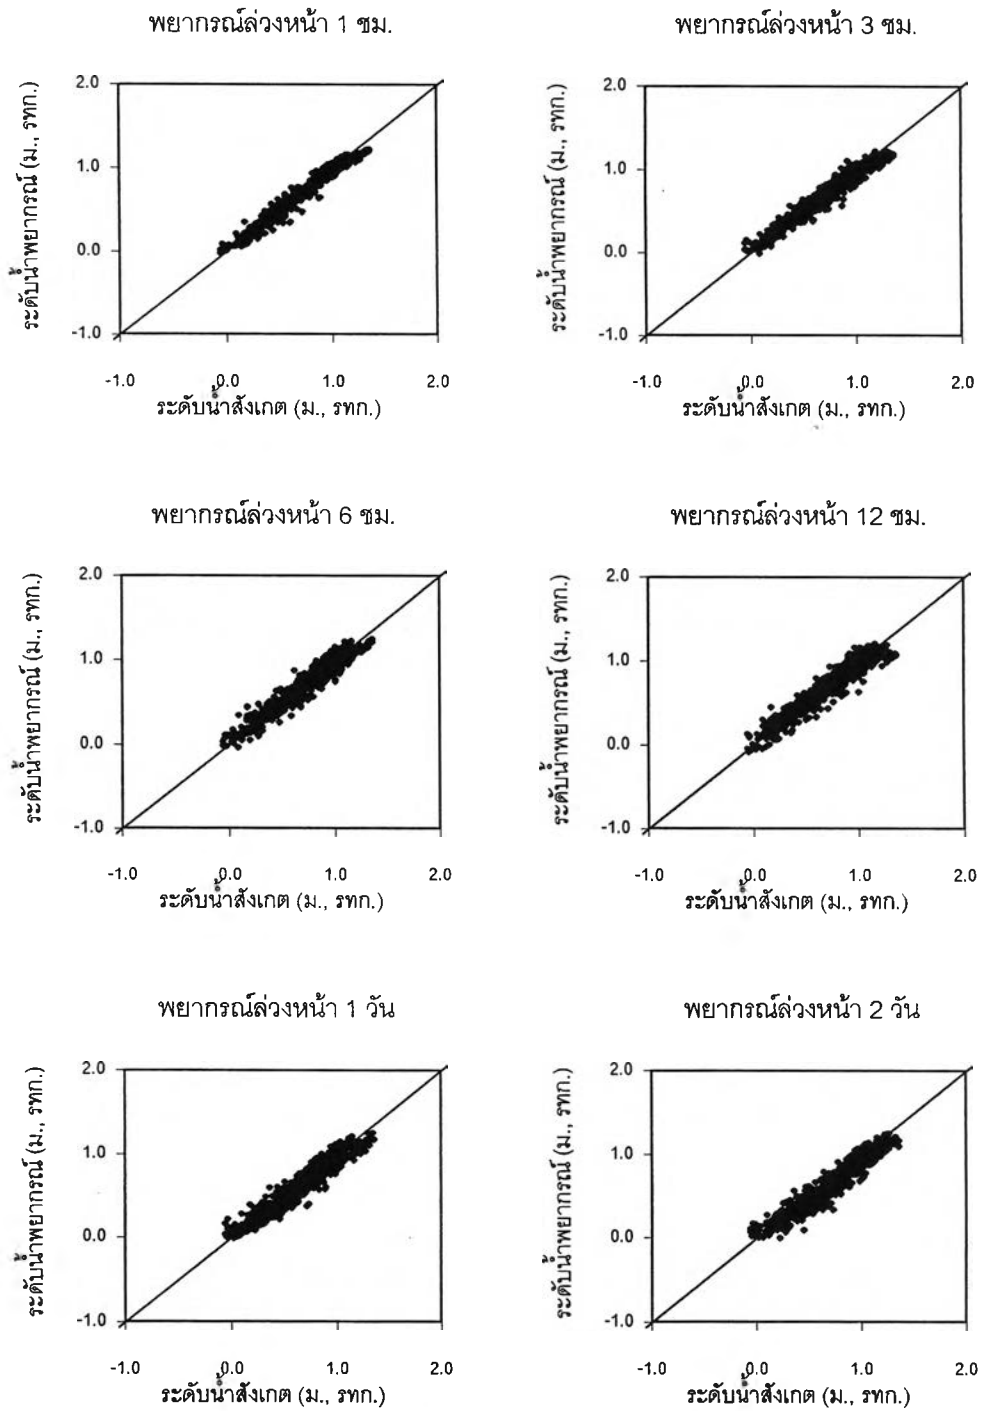 พยากรณ์ล่วงหน้า 1 ชม.
ระดับน้ำพยากรณ์ (ม., รทก.)
2.0
1.0
0.0
-1.0
-1.0 0.0 1.0 2.0
ระดับน้ำสังเกต (ม., รทก.)
พยากรณ์ล่วงหน้า 3 ชม.
ระดับน้ำพยากรณ์ (ม., รทก.)
2.0
1.0
0.0
-1.0
-1.0 0.0 1.0 2.0
ระดับน้ำสังเกต (ม., รทก.)
พยากรณ์ล่วงหน้า 6 ชม.
ระดับน้ำพยากรณ์ (ม., รทก.)
2.0
1.0
0.0
-1.0
-1.0 0.0 1.0 2.0
ระดับน้ำสังเกต (ม., รทก.)
พยากรณ์ล่วงหน้า 12 ชม.
ระดับน้ำพยากรณ์ (ม., รทก.)
2.0
1.0
0.0
-1.0
-1.0 0.0 1.0 2.0
ระดับน้ำสังเกต (ม., รทก.)
พยากรณ์ล่วงหน้า 1 วัน
ระดับน้ำพยากรณ์ (ม., รทก.)
2.0
1.0
0.0
-1.0
-1.0 0.0 1.0 2.0
ระดับน้ำสังเกต (ม., รทก.)
พยากรณ์ล่วงหน้า 2 วัน
ระดับน้ำพยากรณ์ (ม., รทก.)
2.0
1.0
0.0
-1.0
-1.0 0.0 1.0 2.0
ระดับน้ำสังเกต (ม., รทก.)